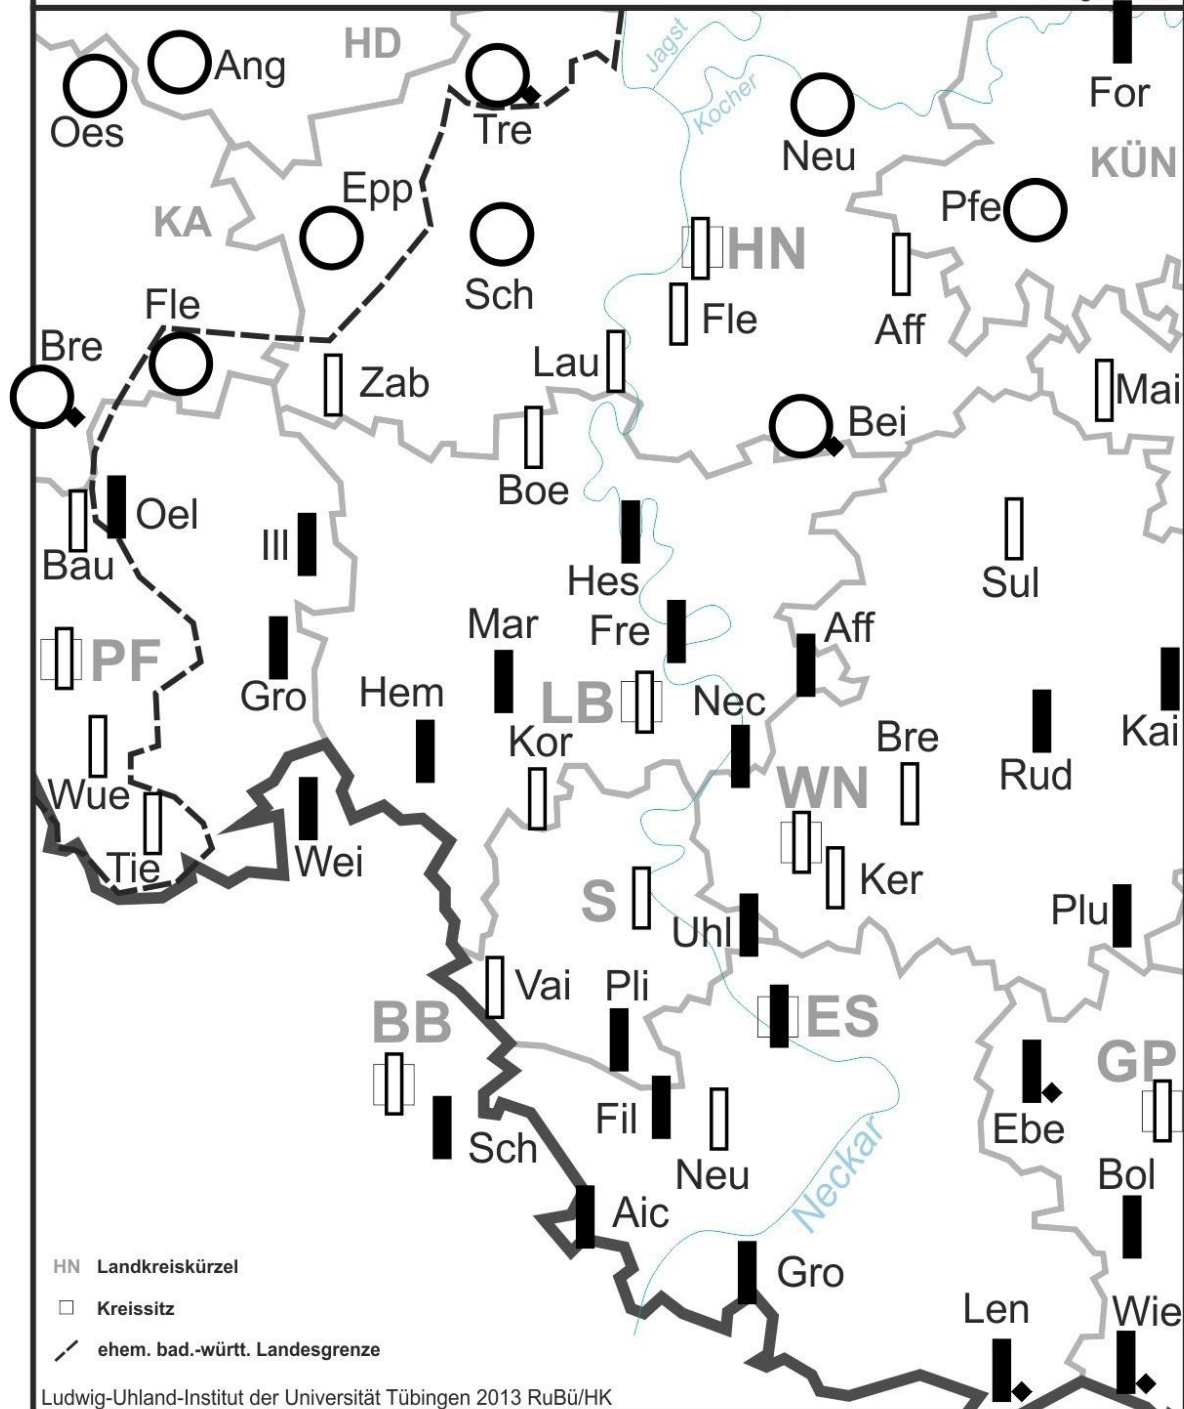 HD
Ang
Oes
Jagst
Kocher
Tre
Neu
For
KÜN
Epp
KA
Pfe
HN
Sch
Fle
Fle
Aff
Bre
Lau
Zab
Mai
Bei
Boe
Oel
Ill
Bau
Hes
Sul
Mar
Fre
Aff
PF
Gro
Hem
LB
Nec
Kor
Bre
Kai
Rud
Wue
WN
Tie
Wei
Ker
S
Uhl
Plu
Vai
Pli
BB
ES
GP
Fil
Ebe
Sch
Neu
Neckar
Bol
Aic
Gro
Len
Wie
HN Landkreiskürzel
Kreissitz
ehem. bad.-württ. Landesgrenze
Ludwig-Uhland-Institut der Universität Tübingen 2013 RuBü/HK